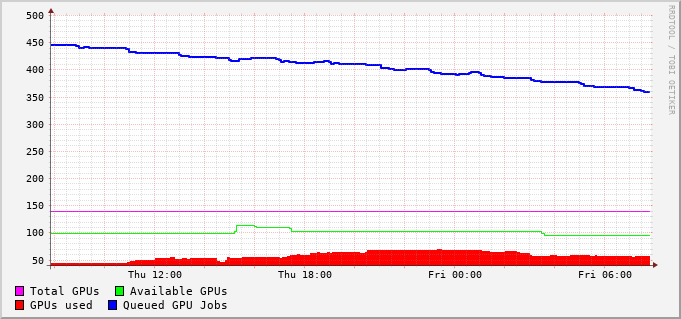 500
450
400
350
300
250
200
150
100
50
Thu 12:00 Thu 18:00 Fri 00:00 Fri 06:00
Total GPUs Available GPUs
GPUs used Queued GPU Jobs
RRDTOOL / TOBI OETIKER